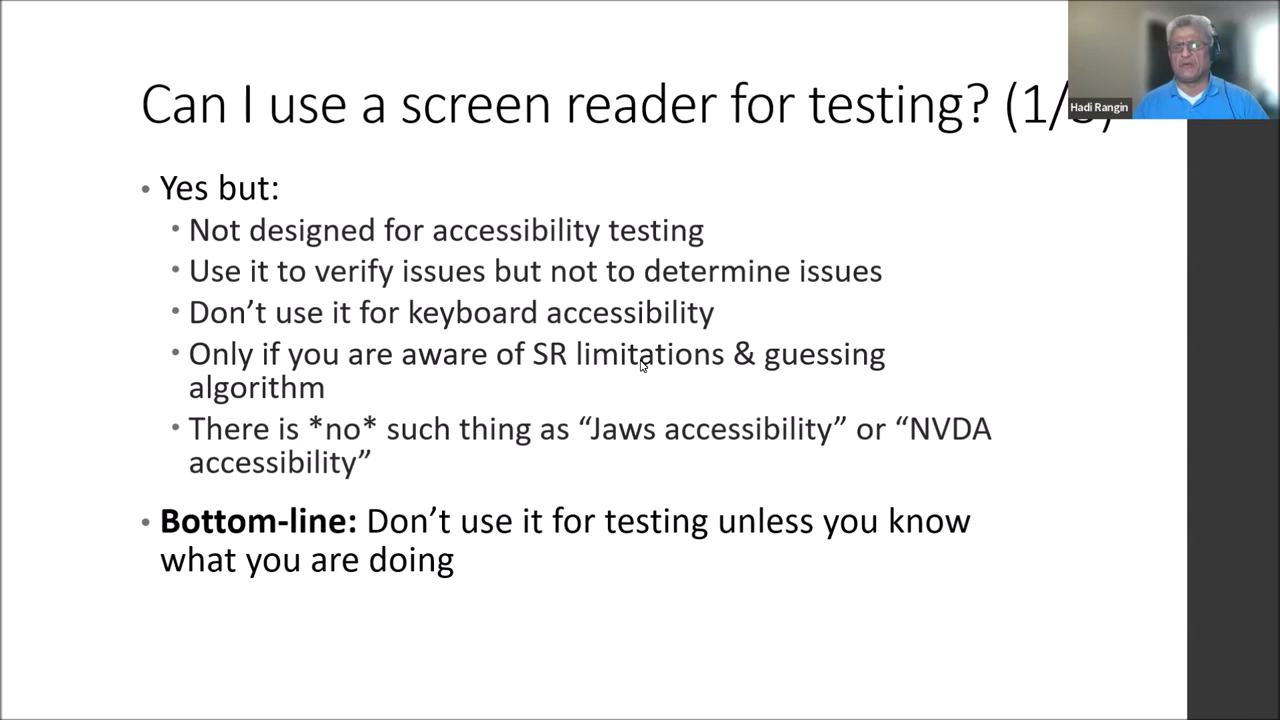 Can I use a screen reader for testing? (1/
Hadi Rangin
• Yes but:
• Not designed for accessibility testing
• Use it to verify issues but not to determine issues
• Don’t use it for keyboard accessibility
• Only if you are aware of SR limitations & guessing
algorithm
• There is *no* such thing as “Jaws accessibility” or “NVDA
accessibility”
• Bottom-line: Don’t use it for testing unless you know
what you are doing